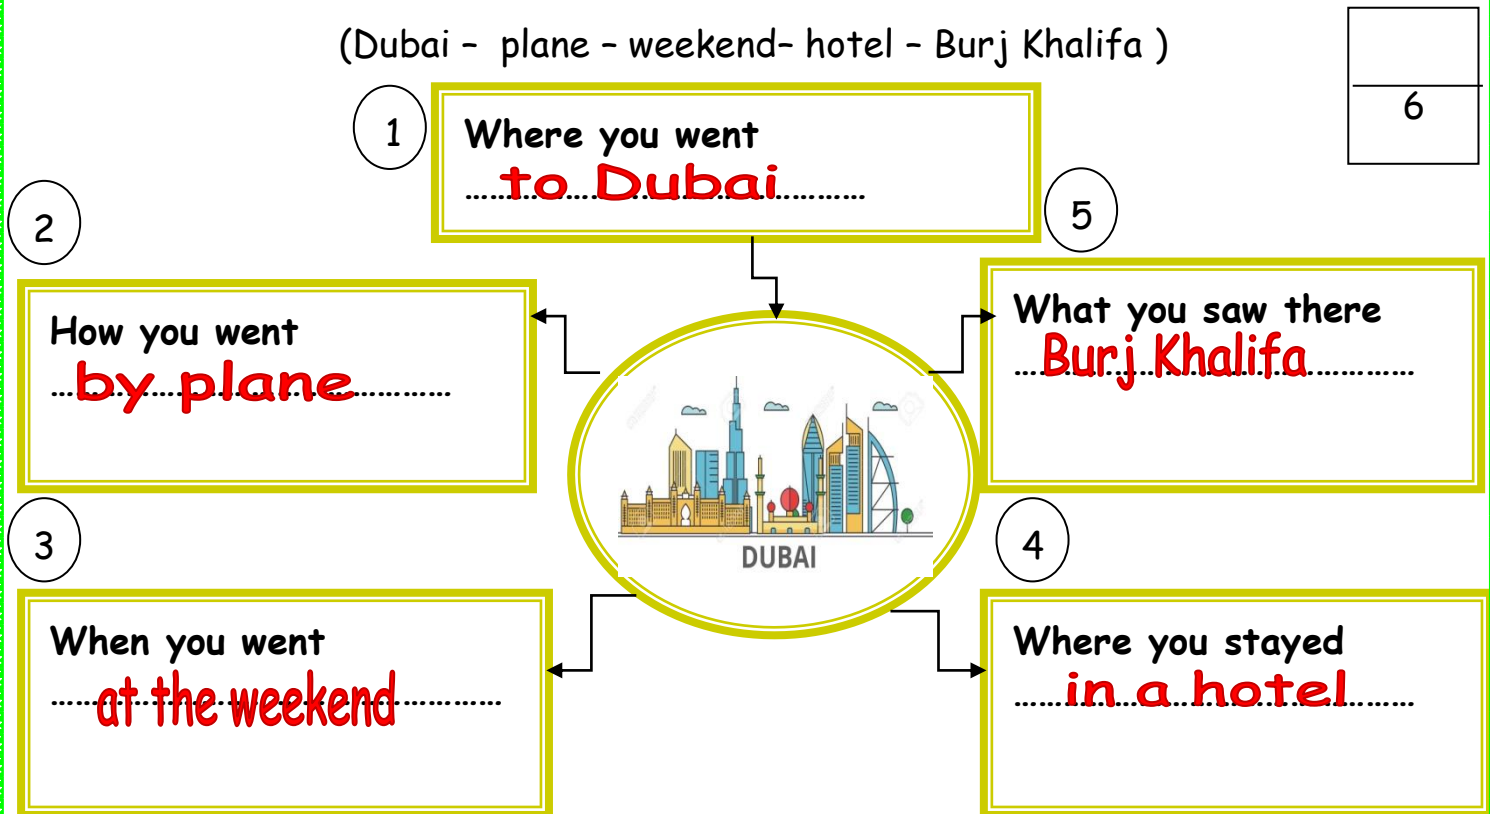 (Dubai – plane – weekend– hotel – Burj Khalifa )
6
1
Where you went
to Dubai
2
How you went
by plane
3
When you went
at the weekend
4
Where you stayed
in a hotel
5
What you saw there
Burj Khalifa
DUBAI